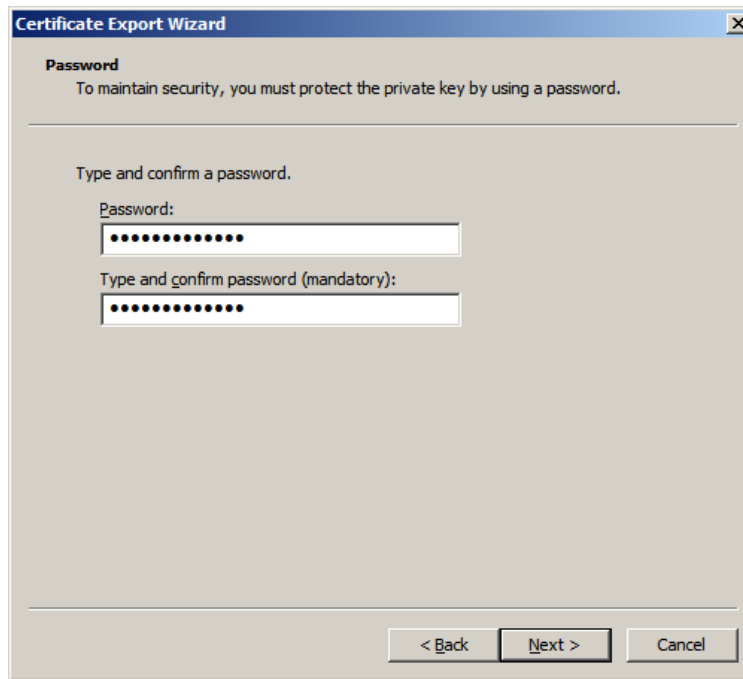 Certificate Export Wizard
Password
To maintain security, you must protect the private key by using a password.
Type and confirm a password.
Password:
•••••••••••••
Type and confirm password (mandatory):
•••••••••••••
< Back
Next >
Cancel